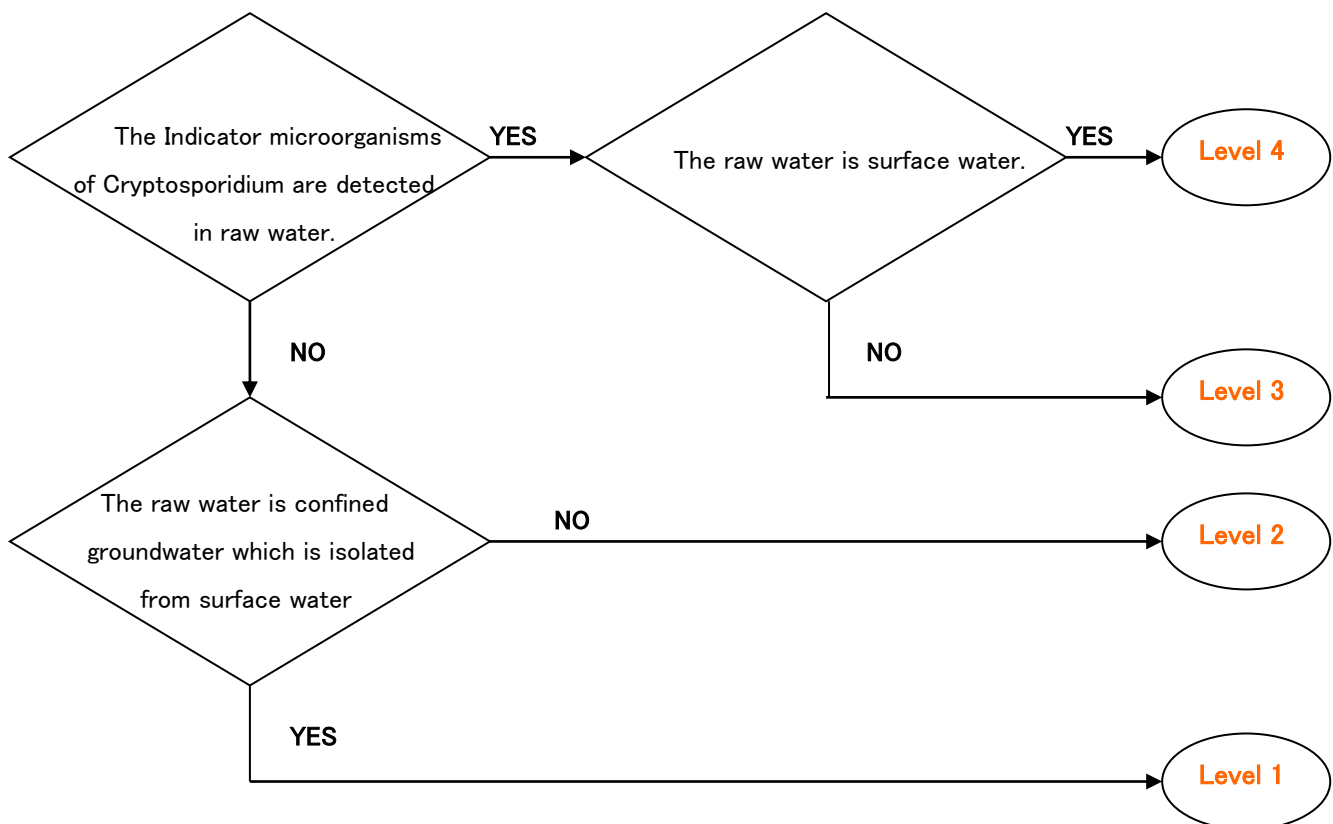 The Indicator microorganisms
of Cryptosporidium are detected
in raw water.
YES
The raw water is surface water.
YES
Level 4
NO
NO
Level 3
The raw water is confined
groundwater which is isolated
from surface water
NO
Level 2
YES
Level 1